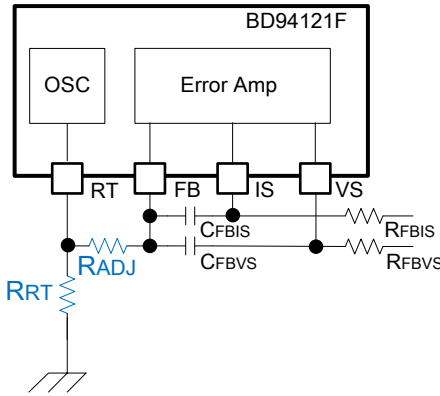 BD94121F
OSC
Error Amp
RT
FB
IS
VS
CFBIS
RFBIS
RADJ
CFBVS
RFBVS
RRT